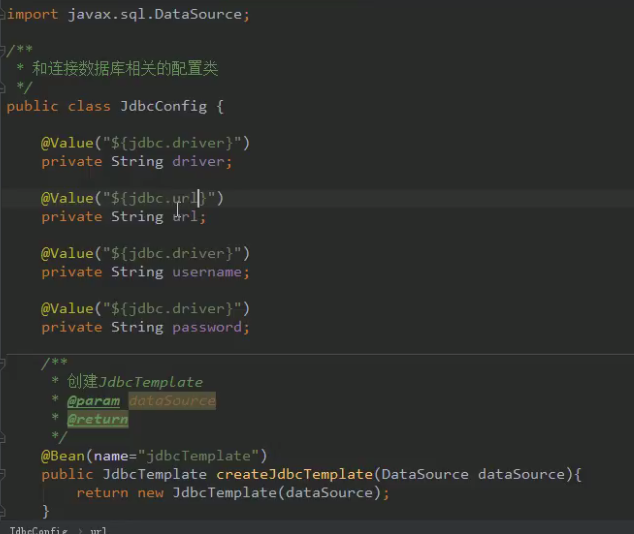 import javax.sql.DataSource;
/**
* 和连接数据库相关的配置类
*/
public class JdbcConfig {
@Value("${jdbc.driver}")
private String driver;
@Value("${jdbc.url}")
private String url;
@Value("${jdbc.driver}")
private String username;
@Value("${jdbc.driver}")
private String password;
/**
* 创建JdbcTemplate
* @param dataSource
* @return
*/
@Bean(name="jdbcTemplate")
public JdbcTemplate createJdbcTemplate(DataSource dataSource){
return new JdbcTemplate(dataSource);
}
JdbcConfig › url